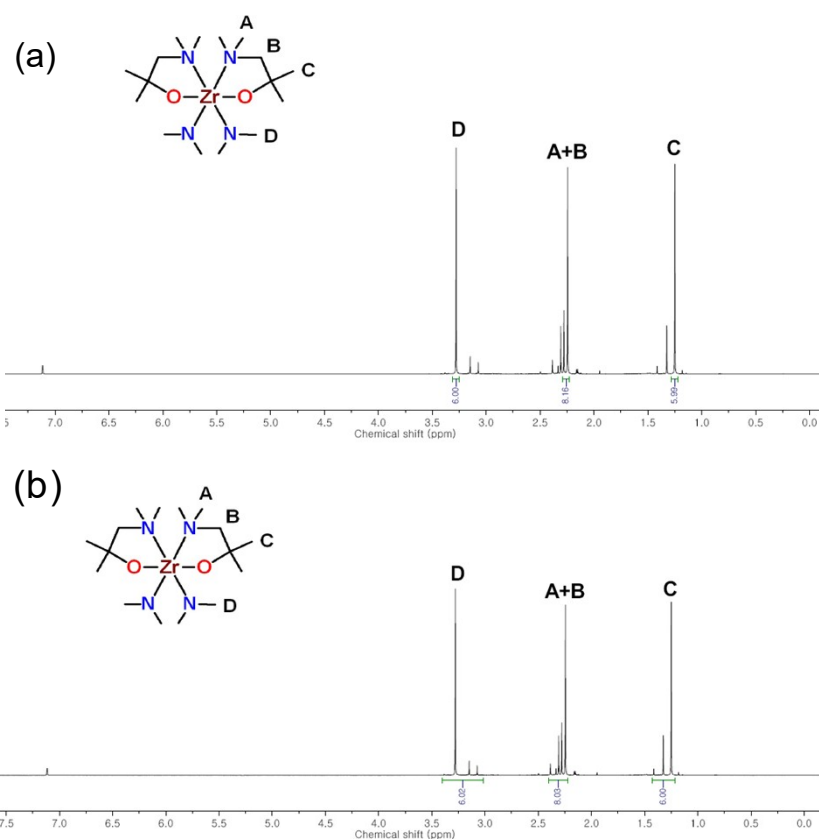 (a)
A
N N B
C
O Zr O
N N D
D
A+B
C
6.00 8.16 5.99
5 7.0 6.5 6.0 5.5 5.0 4.5 4.0 3.5 3.0 2.5 2.0 1.5 1.0 0.5 0.0
Chemical shift (ppm)
(b)
A
N N B
C
O Zr O
N N D
D
A+B
C
6.02 8.03 6.00
7.5 7.0 6.5 6.0 5.5 5.0 4.5 4.0 3.5 3.0 2.5 2.0 1.5 1.0 0.5 0.0
Chemical shift (ppm)